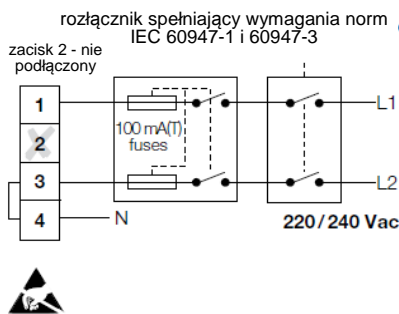 rozłącznik spełniający wymagania norm
IEC 60947-1 i 60947-3
zacisk 2 - nie
podłączony
1
L1
100 mA(T)
fuses
2
3
L2
4
N
220/240 Vac